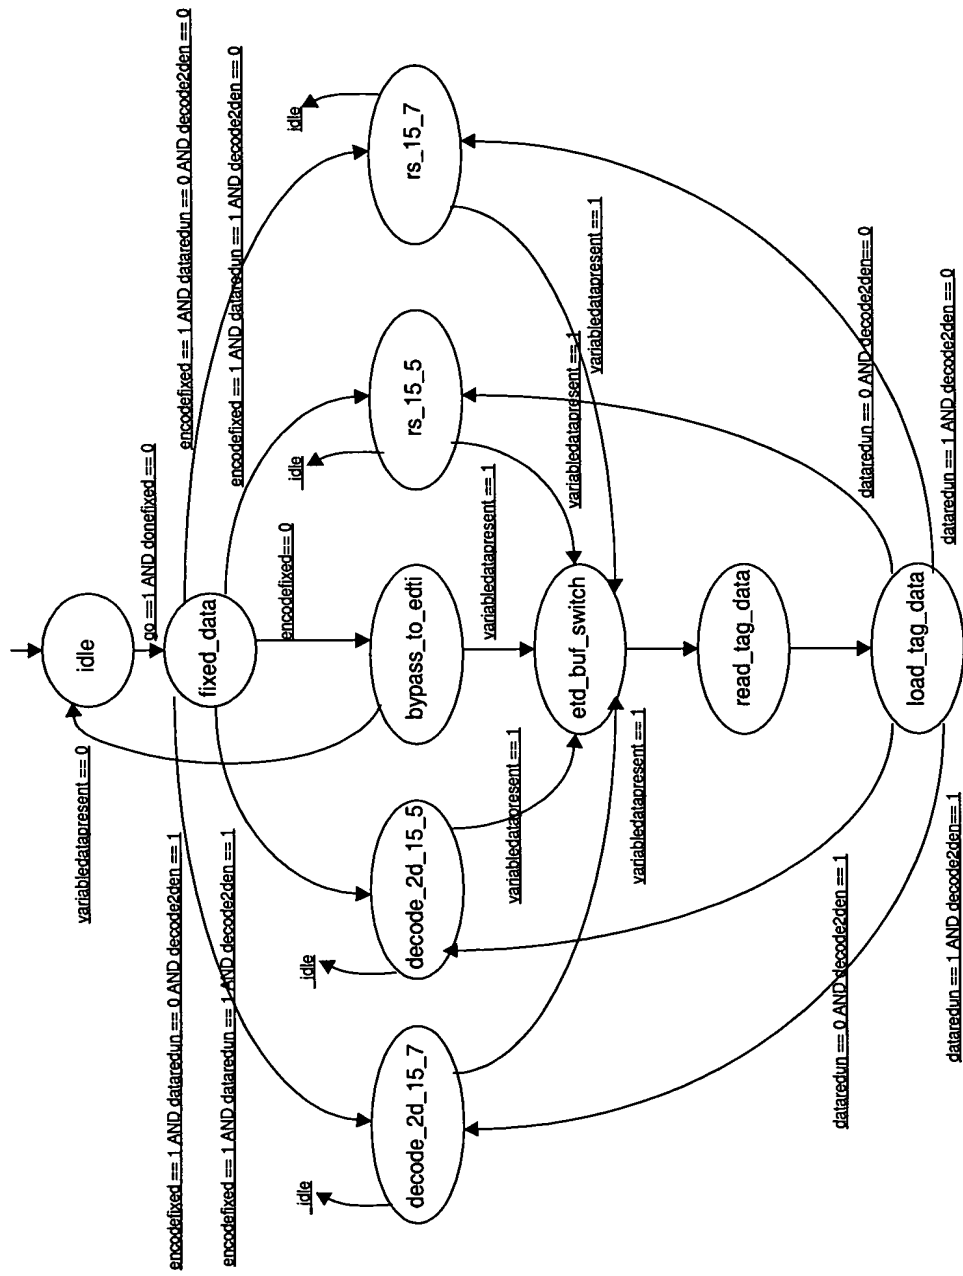 idle
go ==1 AND donefixed == 0
variabledatapresent == 0
fixed_data
encodefixed == 1 AND dataredun == 0 AND decode2den == 1
encodefixed == 1 AND dataredun == 1 AND decode2den == 1
encodefixed== 0
encodefixed == 1 AND dataredun == 1 AND decode2den == 0
encodefixed == 1 AND dataredun == 0 AND decode2den == 0
idle
idle
idle
idle
decode_2d_15_7
decode_2d_15_5
bypass_to_edti
rs_15_5
rs_15_7
variabledatapresent == 1
variabledatapresent == 1
variabledatapresent == 1
variabledatapresent == 1
variabledatapresent == 1
etd_buf_switch
read_tag_data
load_tag_data
dataredun == 0 AND decode2den == 1
dataredun == 1 AND decode2den== 1
dataredun == 0 AND decode2den== 0
dataredun == 1 AND decode2den == 0